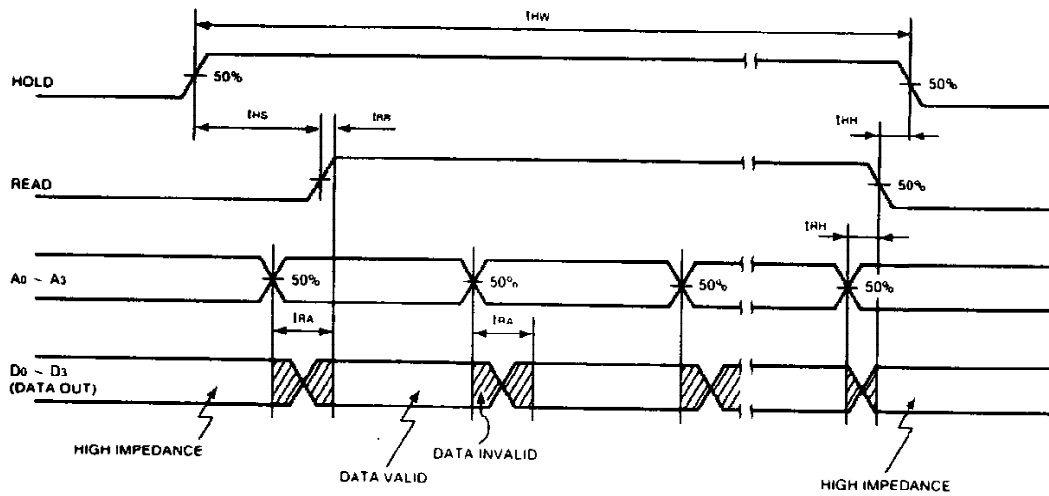 tHW
HOLD
50%
50%
tHS
tRR
tHH
READ
50%
tRH
A0 ~ A3
50%
50%
50%
50%
tRA
tRA
D0 ~ D3
(DATA OUT)
HIGH IMPEDANCE
DATA INVALID
DATA VALID
HIGH IMPEDANCE